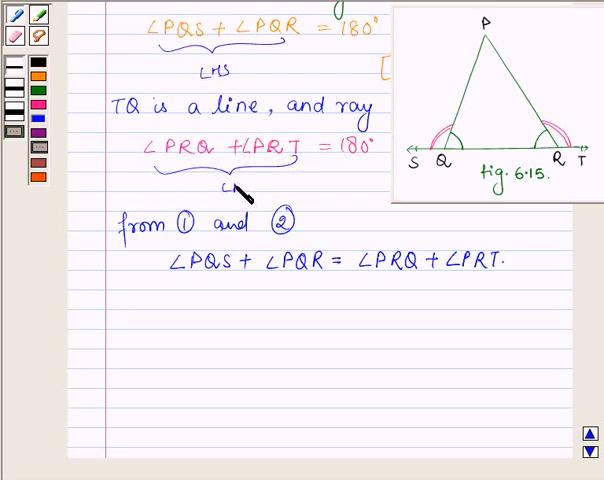 ∠PQS + ∠PQR = 180°
LHS
TQ is a line, and ray
∠PRQ + ∠PRT = 180°
from ① and ②
∠PQS + ∠PQR = ∠PRQ + ∠PRT.
P
S Q R T
fig. 6.15.